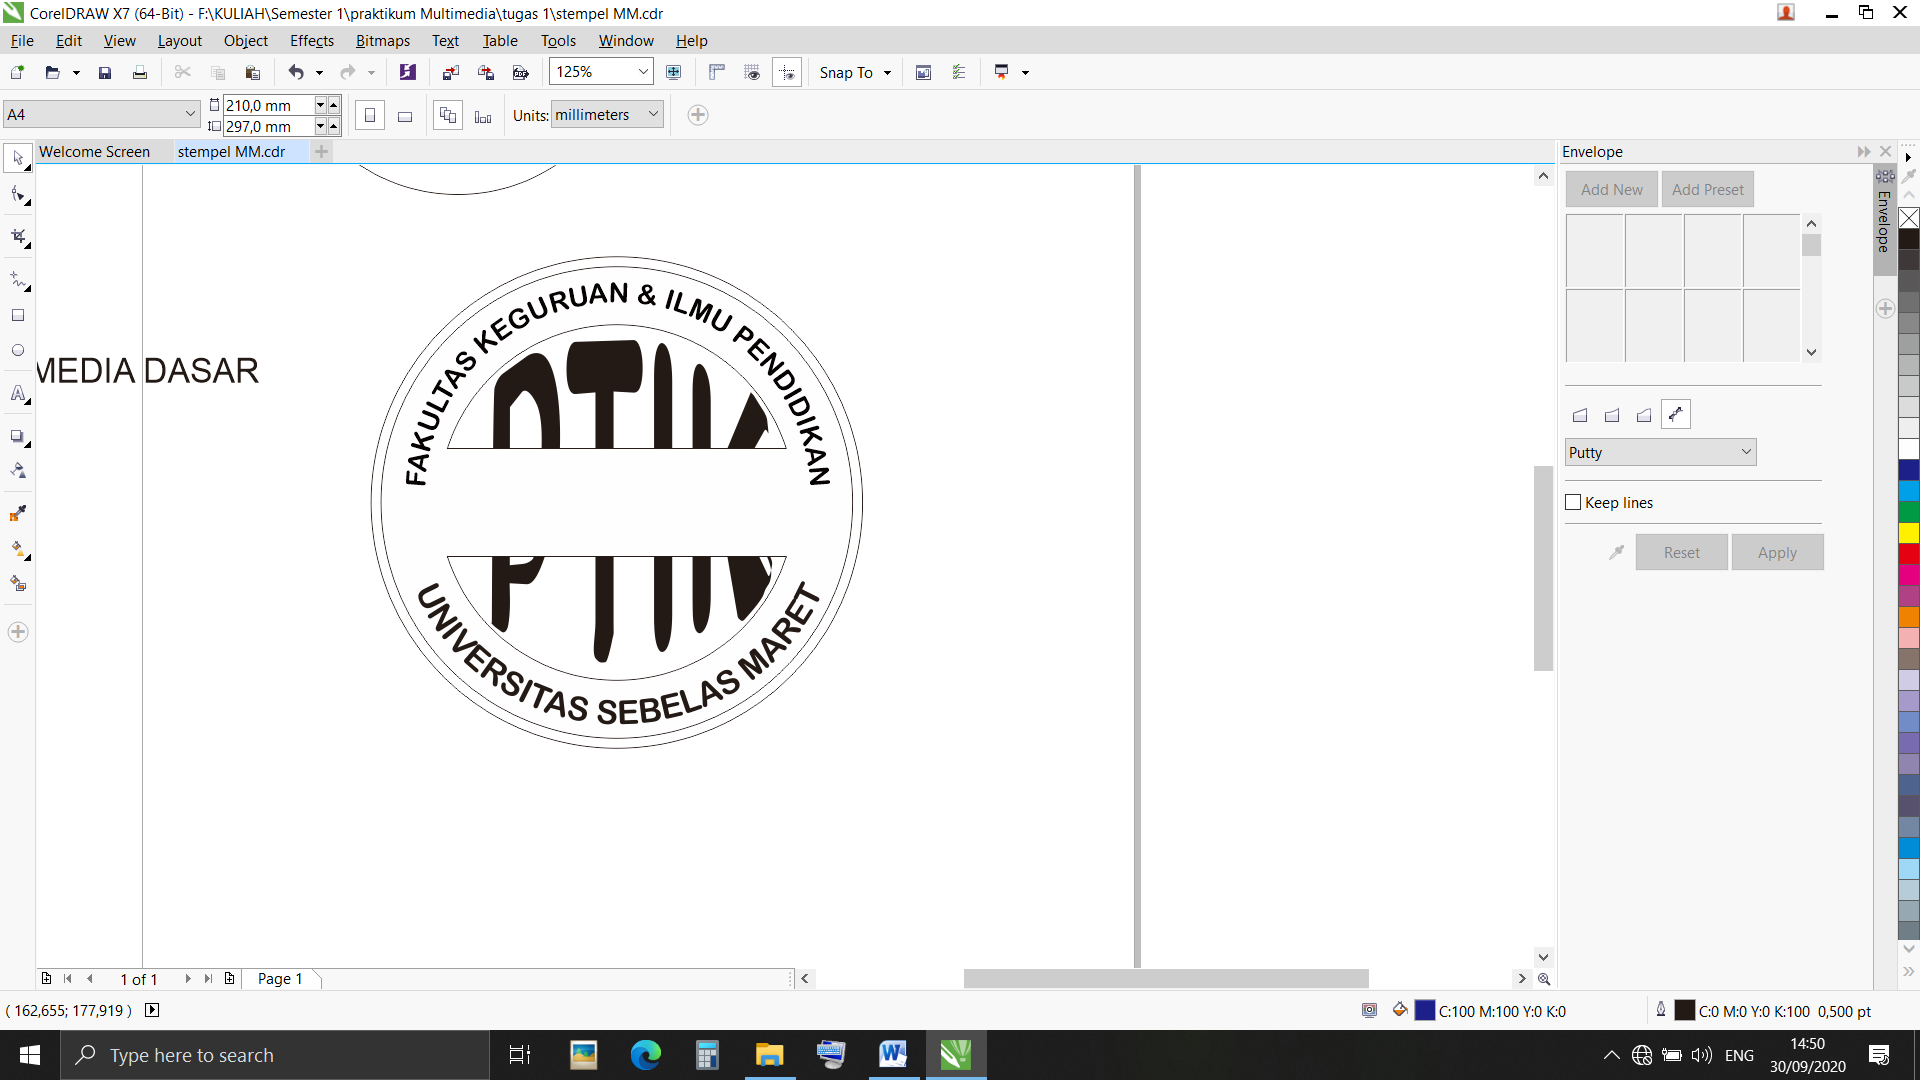 CorelDRAW X7 (64-Bit) - F:\KULIAH\Semester 1\praktikum Multimedia\tugas 1\stempel MM.cdr
File Edit View Layout Object Effects Bitmaps Text Table Tools Window Help
125% Snap To
A4 210,0 mm 297,0 mm Units: millimeters
Welcome Screen stempel MM.cdr
Envelope
Add New Add Preset
Envelope
MEDIA DASAR
FAKULTAS KEGURUAN & ILMU PENDIDIKAN
PTIIK
UNIVERSITAS SEBELAS MARET
Putty
Keep lines
Reset Apply
1 of 1 Page 1
( 162,655; 177,919 ) C:100 M:100 Y:0 K:0 C:0 M:0 Y:0 K:100 0,500 pt
Type here to search
ENG 14:50
30/09/2020